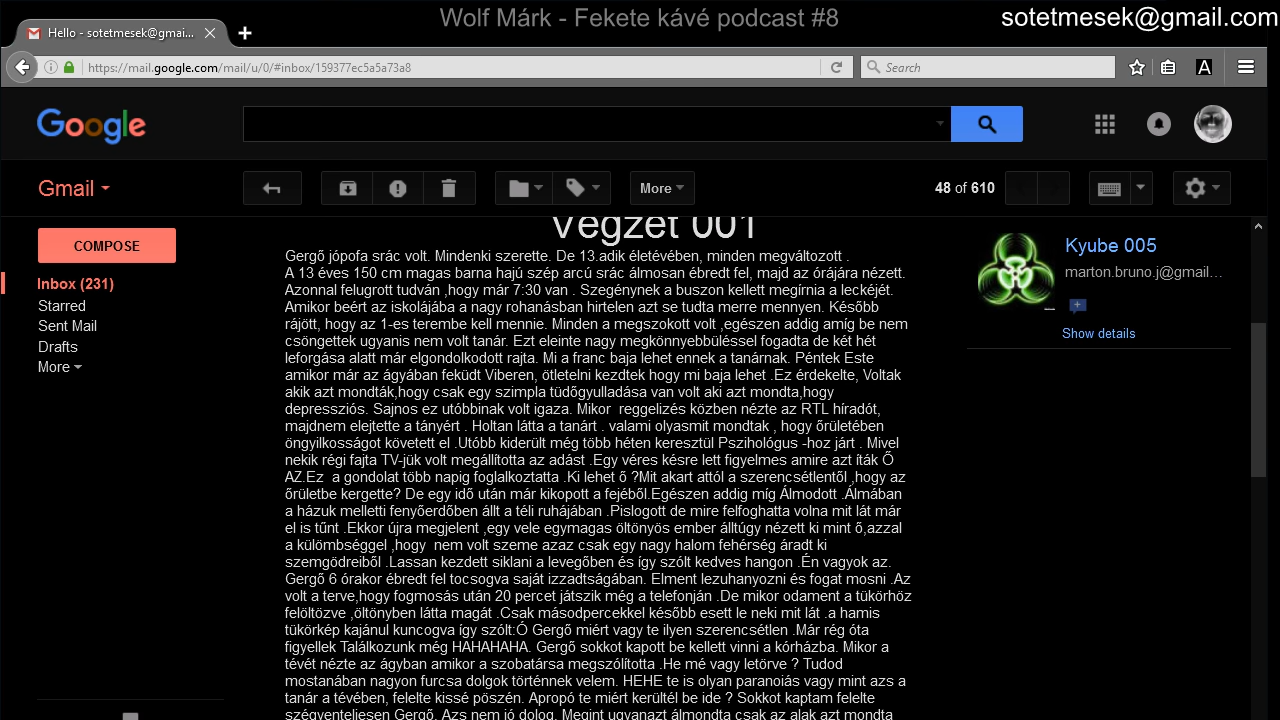 Wolf Márk - Fekete kávé podcast #8
sotetmesek@gmail.com
Hello - sotetmesek@gmai...
https://mail.google.com/mail/u/0/#inbox/159377ec5a5a73a8
Search
Google
Gmail
More
48 of 610
COMPOSE
Inbox (231)
Starred
Sent Mail
Drafts
More
Végzet 001
Gergő jópofa srác volt. Mindenki szerette. De 13.adik életévében, minden megváltozott .
A 13 éves 150 cm magas barna hajú szép arcú srác álmosan ébredt fel, majd az órájára nézett.
Azonnal felugrott tudván ,hogy már 7:30 van . Szegénynek a buszon kellett megírnia a leckéjét.
Amikor beért az iskolájába a nagy rohanásban hirtelen azt se tudta merre mennyen. Később
rájött, hogy az 1-es terembe kell mennie. Minden a megszokott volt ,egészen addig amíg be nem
csöngettek ugyanis nem volt tanár. Ezt eleinte nagy megkönnyebbüléssel fogadta de két hét
leforgása alatt már elgondolkodott rajta. Mi a franc baja lehet ennek a tanárnak. Péntek Este
amikor már az ágyában feküdt Viberen, ötletelni kezdtek hogy mi baja lehet .Ez érdekelte, Voltak
akik azt mondták,hogy csak egy szimpla tüdőgyulladása van volt aki azt mondta,hogy
depressziós. Sajnos ez utóbbinak volt igaza. Mikor  reggelizés közben nézte az RTL híradót,
majdnem elejtette a tányért . Holtan látta a tanárt . valami olyasmit mondtak , hogy őrületében
öngyilkosságot követett el .Utóbb kiderült még több héten keresztül Pszihológus -hoz járt . Mivel
nekik régi fajta TV-jük volt megállította az adást .Egy véres késre lett figyelmes amire azt íták Ő
AZ.Ez  a gondolat több napig foglalkoztatta .Ki lehet ő ?Mit akart attól a szerencsétlentől ,hogy az
őrületbe kergette? De egy idő után már kikopott a fejéből.Egészen addig míg Álmodott .Álmában
a házuk melletti fenyőerdőben állt a téli ruhájában .Pislogott de mire felfoghatta volna mit lát már
el is tűnt .Ekkor újra megjelent ,egy vele egymagas öltönyös ember álltúgy nézett ki mint ő,azzal
a külömbséggel ,hogy  nem volt szeme azaz csak egy nagy halom fehérség áradt ki
szemgödreiből .Lassan kezdett siklani a levegőben és így szólt kedves hangon .Én vagyok az.
Gergő 6 órakor ébredt fel tocsogva saját izzadtságában. Elment lezuhanyozni és fogat mosni .Az
volt a terve,hogy fogmosás után 20 percet játszik még a telefonján .De mikor odament a tükörhöz
felöltözve ,öltönyben látta magát .Csak másodpercekkel később esett le neki mit lát .a hamis
tükörkép kajánul kuncogva így szólt:Ó Gergő miért vagy te ilyen szerencsétlen .Már rég óta
figyellek Találkozunk még HAHAHAHA. Gergő sokkot kapott be kellett vinni a kórházba. Mikor a
tévét nézte az ágyban amikor a szobatársa megszólította .He mé vagy letörve ? Tudod
mostanában nagyon furcsa dolgok történnek velem. HEHE te is olyan paranoiás vagy mint azs a
tanár a tévében, felelte kissé pöszén. Apropó te miért kerültél be ide ? Sokkot kaptam felelte
szégyenteljesen Gergő. Azs nem jó dolog. Megint ugyanazt álmondta csak az alak azt mondta
Kyube 005
marton.bruno.j@gmail...
Show details